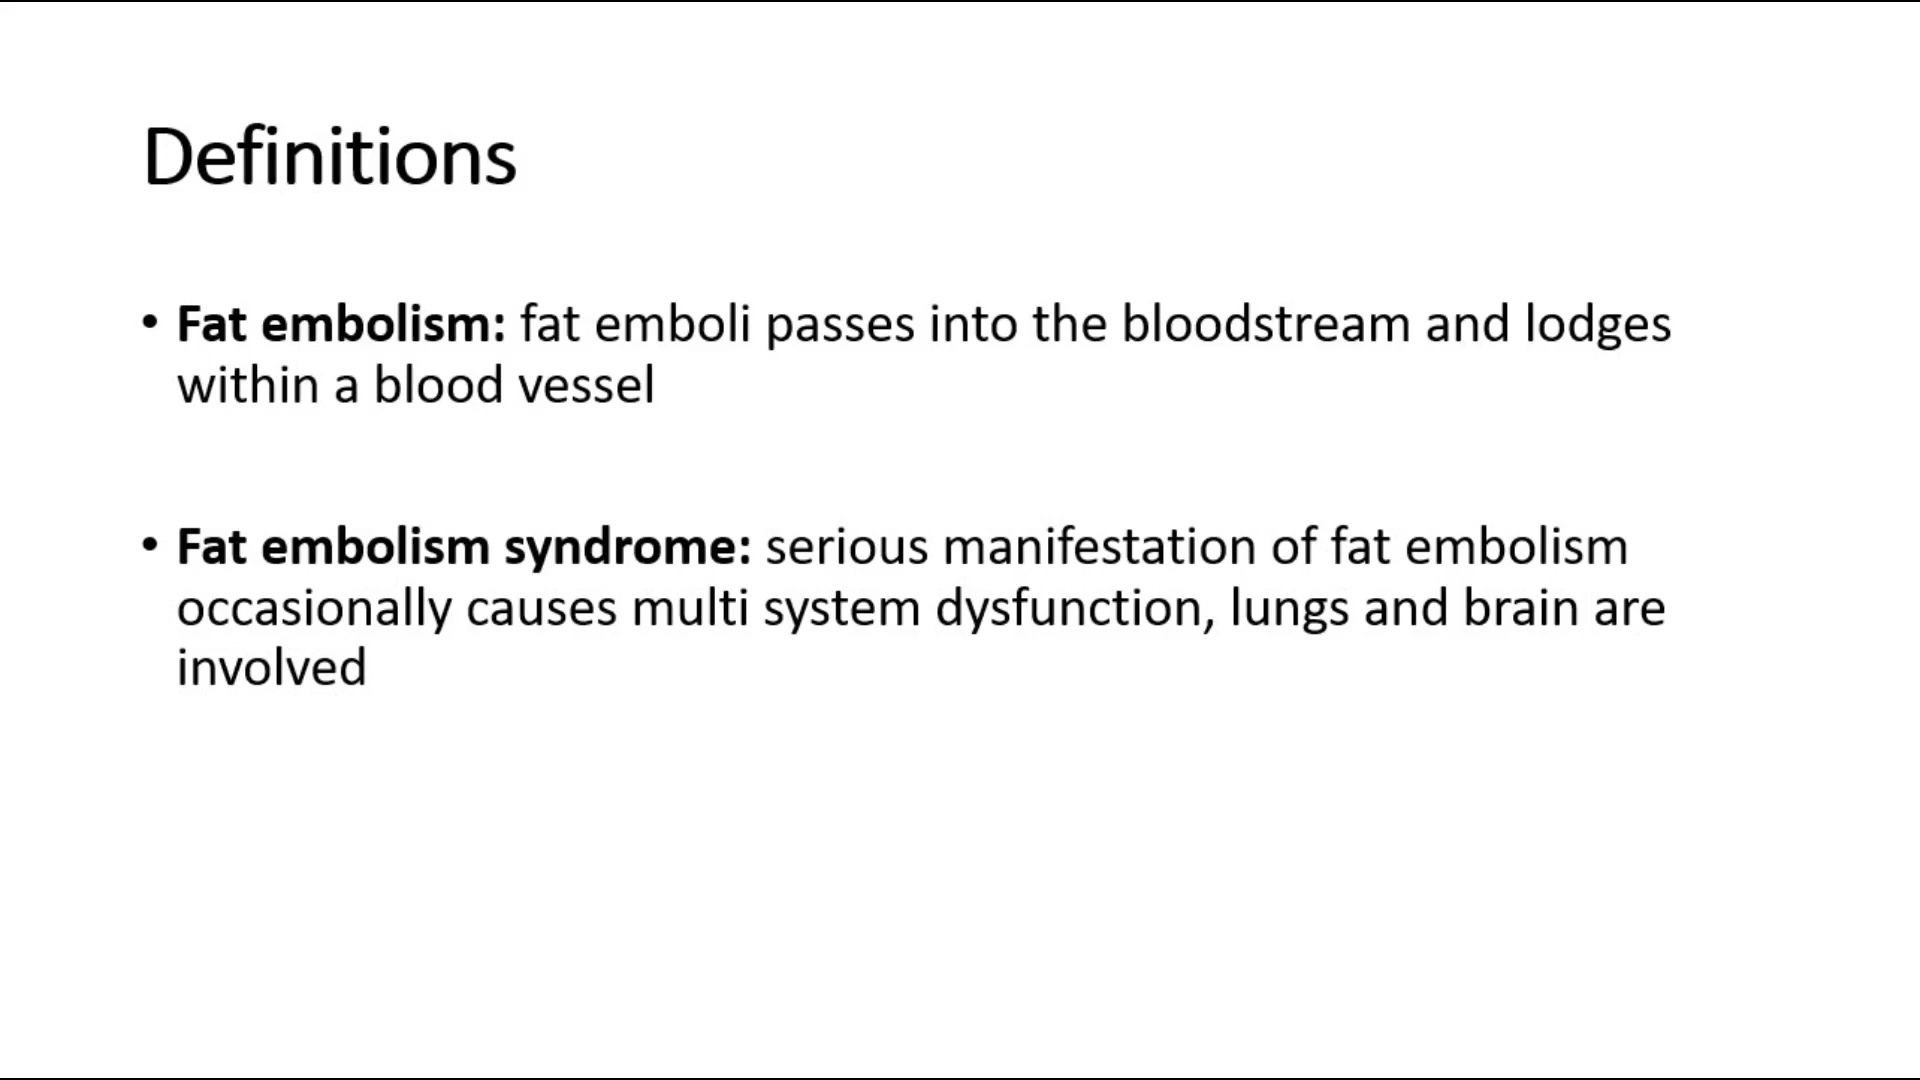 Definitions
• Fat embolism: fat emboli passes into the bloodstream and lodges
within a blood vessel
• Fat embolism syndrome: serious manifestation of fat embolism
occasionally causes multi system dysfunction, lungs and brain are
involved